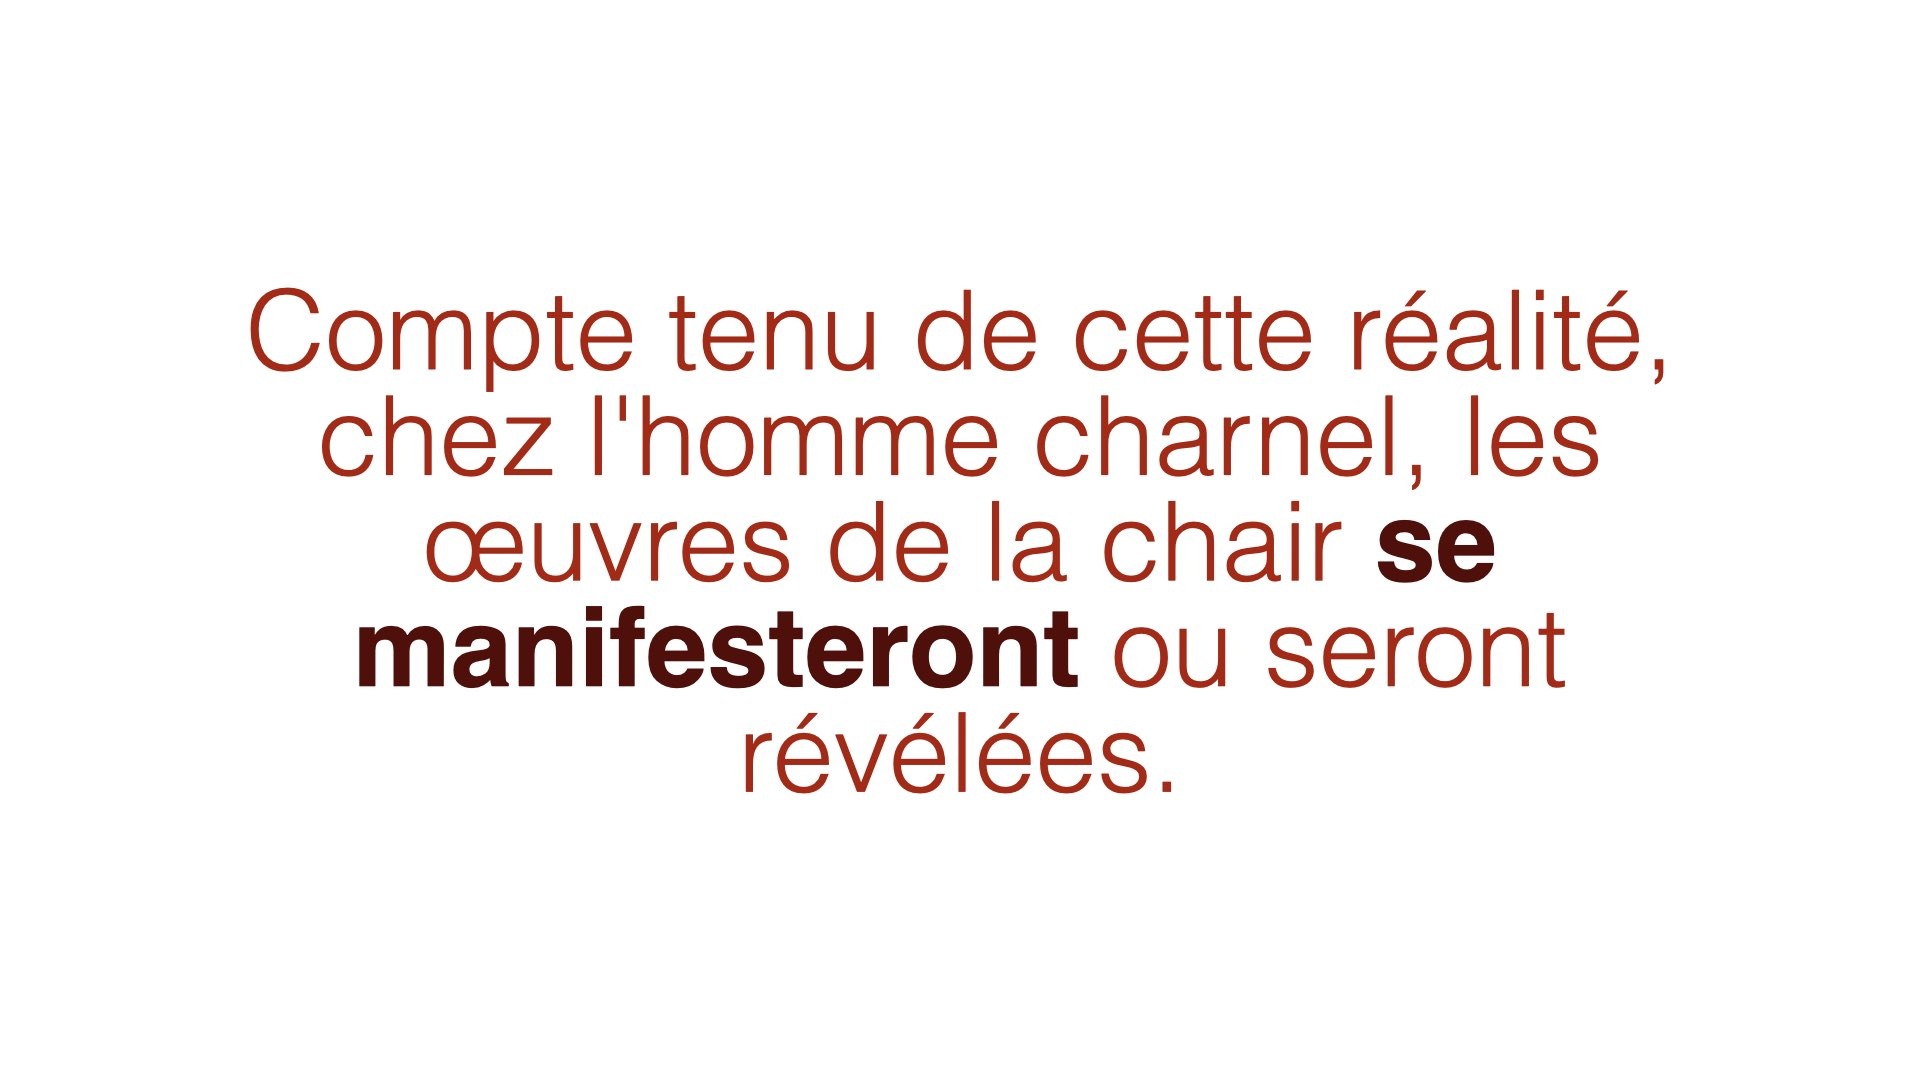 Compte tenu de cette réalité,
chez l'homme charnel, les
œuvres de la chair se
manifesteront ou seront
révélées.